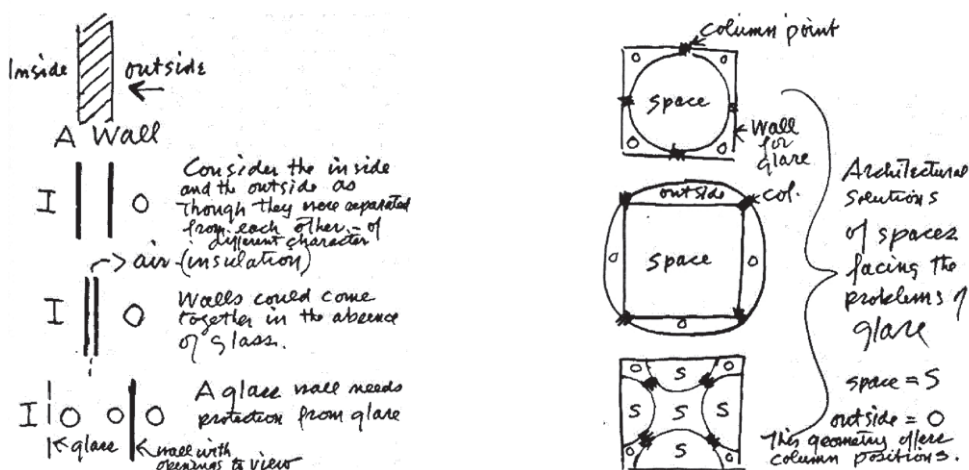 Inside
outside
A Wall
I
O
Consider the inside
and the outside as
though they were separated
from each other - of
different character
air (insulation)
I
O
Walls could come
together in the absence
of glass.
I
O
O
O
A glass wall needs
protection from glare
glass
wall with
openings to view
column point
O
O
space
O
O
Wall
for
glare
outside
col.
O
space
O
O
O
S
O
S
S
S
O
S
O
Architectural
solutions
of spaces
facing the
problems of
glare
space = S
outside = O
This geometry offers
column positions.